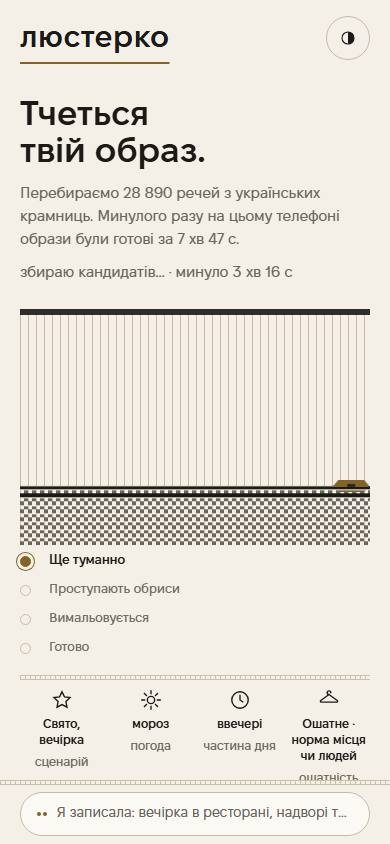 люстерко
Тчеться
твій образ.
Перебираємо 28 890 речей з українських
крамниць. Минулого разу на цьому телефоні
образи були готові за 7 хв 47 с.
збираю кандидатів… · минуло 3 хв 16 с
Ще туманно
Проступають обриси
Вимальовується
Готово
Свято,
вечірка
сценарій
мороз
погода
ввечері
частина дня
Ошатне ·
норма місця
чи людей
ошатність
Я записала: вечірка в ресторані, надворі т…